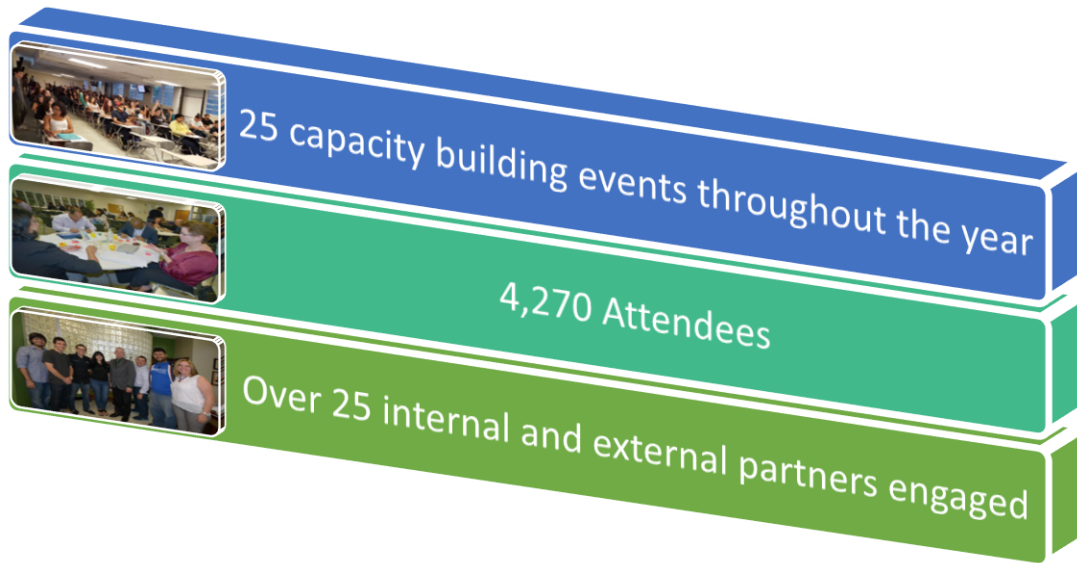 25 capacity building events throughout the year
4,270 Attendees
Over 25 internal and external partners engaged